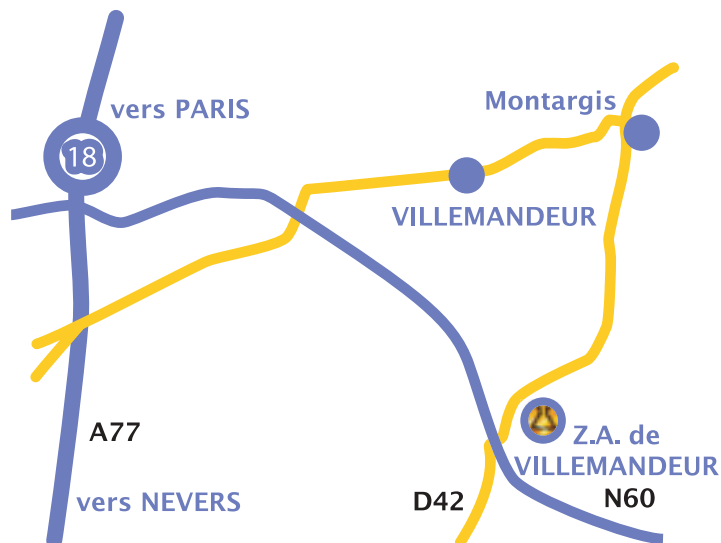 Montargis
vers PARIS
18
VILLEMANDEUR
A77
Z.A. de
VILLEMANDEUR
vers NEVERS
D42
N60